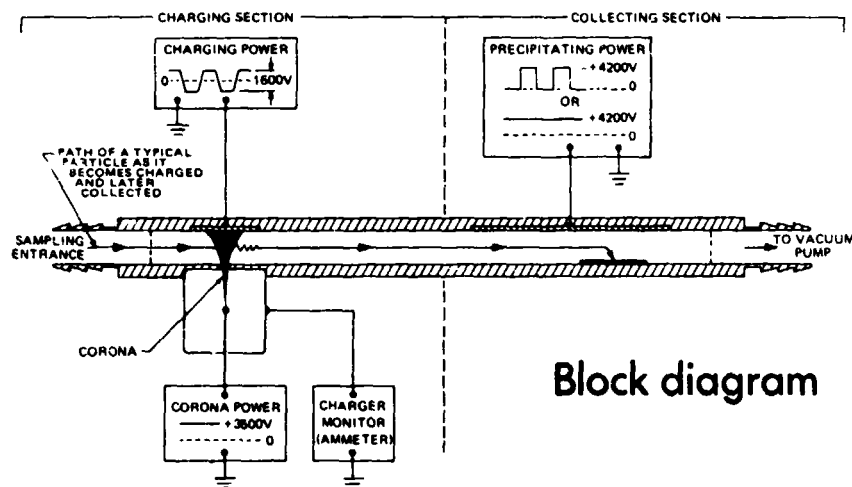 CHARGING SECTION
COLLECTING SECTION
CHARGING POWER
0
1600V
PRECIPITATING POWER
+4200V
0
OR
+4200V
0
PATH OF A TYPICAL
PARTICLE AS IT
BECOMES CHARGED
AND LATER
COLLECTED
SAMPLING
ENTRANCE
TO VACUUM
PUMP
CORONA
CORONA POWER
+3500V
0
CHARGER
MONITOR
(AMMETER)
Block diagram